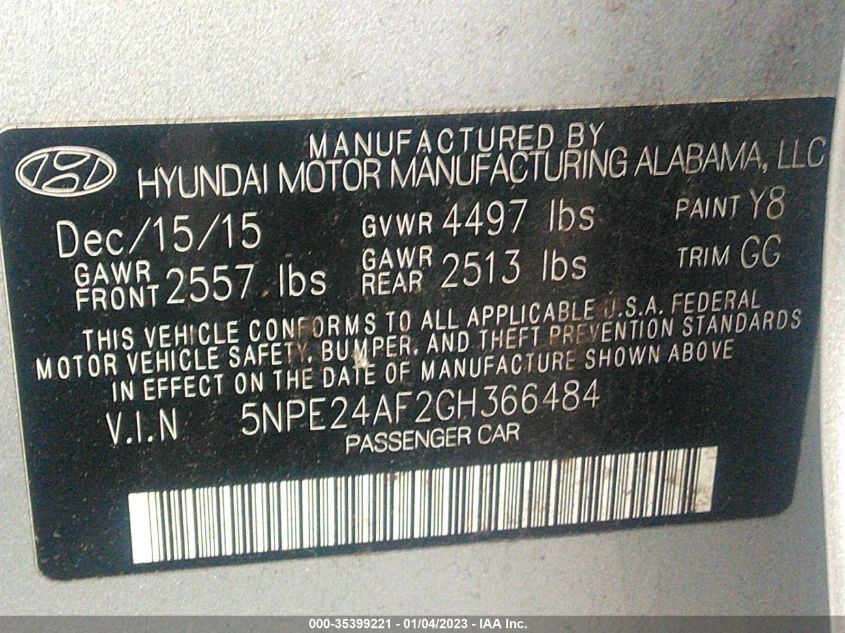 MANUFACTURED BY
HYUNDAI MOTOR MANUFACTURING ALABAMA, LLC
Dec/15/15 GVWR 4497 lbs PAINT Y8
GAWR FRONT 2557 lbs GAWR REAR 2513 lbs TRIM GG
THIS VEHICLE CONFORMS TO ALL APPLICABLE U.S.A. FEDERAL
MOTOR VEHICLE SAFETY, BUMPER, AND THEFT PREVENTION STANDARDS
IN EFFECT ON THE DATE OF MANUFACTURE SHOWN ABOVE
V.I.N 5NPE24AF2GH366484
PASSENGER CAR
000-35399221 - 01/04/2023 - IAA Inc.